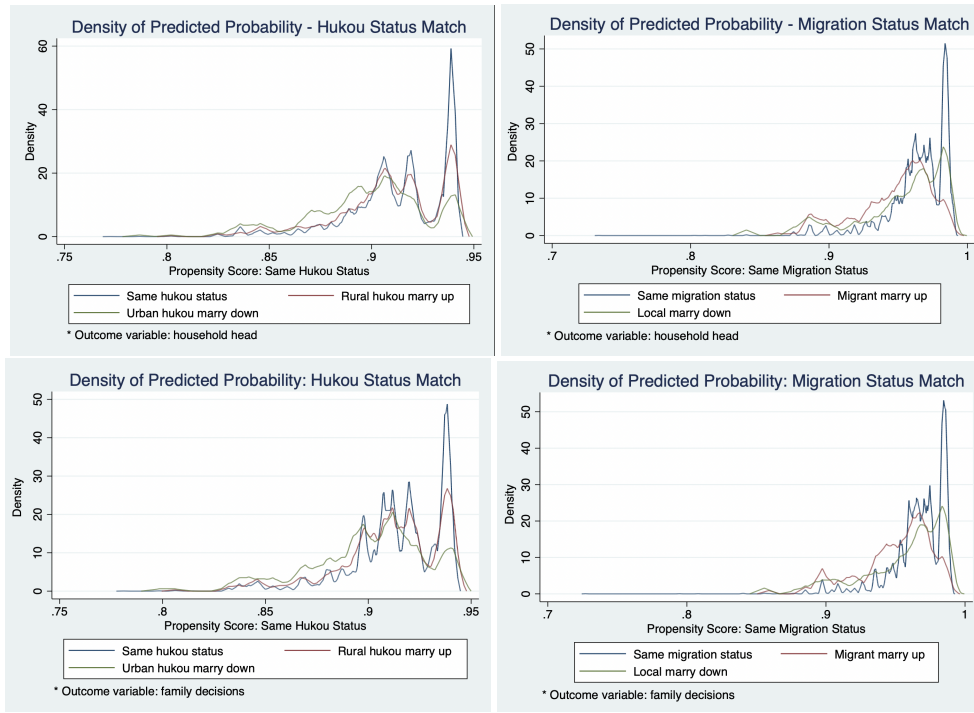 Density of Predicted Probability - Hukou Status Match
Density
60
40
20
0
.75 .8 .85 .9 .95
Propensity Score: Same Hukou Status
Same hukou status Rural hukou marry up
Urban hukou marry down
* Outcome variable: household head
Density of Predicted Probability - Migration Status Match
Density
50
40
30
20
10
0
.7 .8 .9 1
Propensity Score: Same Migration Status
Same migration status Migrant marry up
Local marry down
* Outcome variable: household head
Density of Predicted Probability: Hukou Status Match
Density
50
40
30
20
10
0
.75 .8 .85 .9 .95
Propensity Score: Same Hukou Status
Same hukou status Rural hukou marry up
Urban hukou marry down
* Outcome variable: family decisions
Density of Predicted Probability: Migration Status Match
Density
50
40
30
20
10
0
.7 .8 .9 1
Propensity Score: Same Migration Status
Same migration status Migrant marry up
Local marry down
* Outcome variable: family decisions